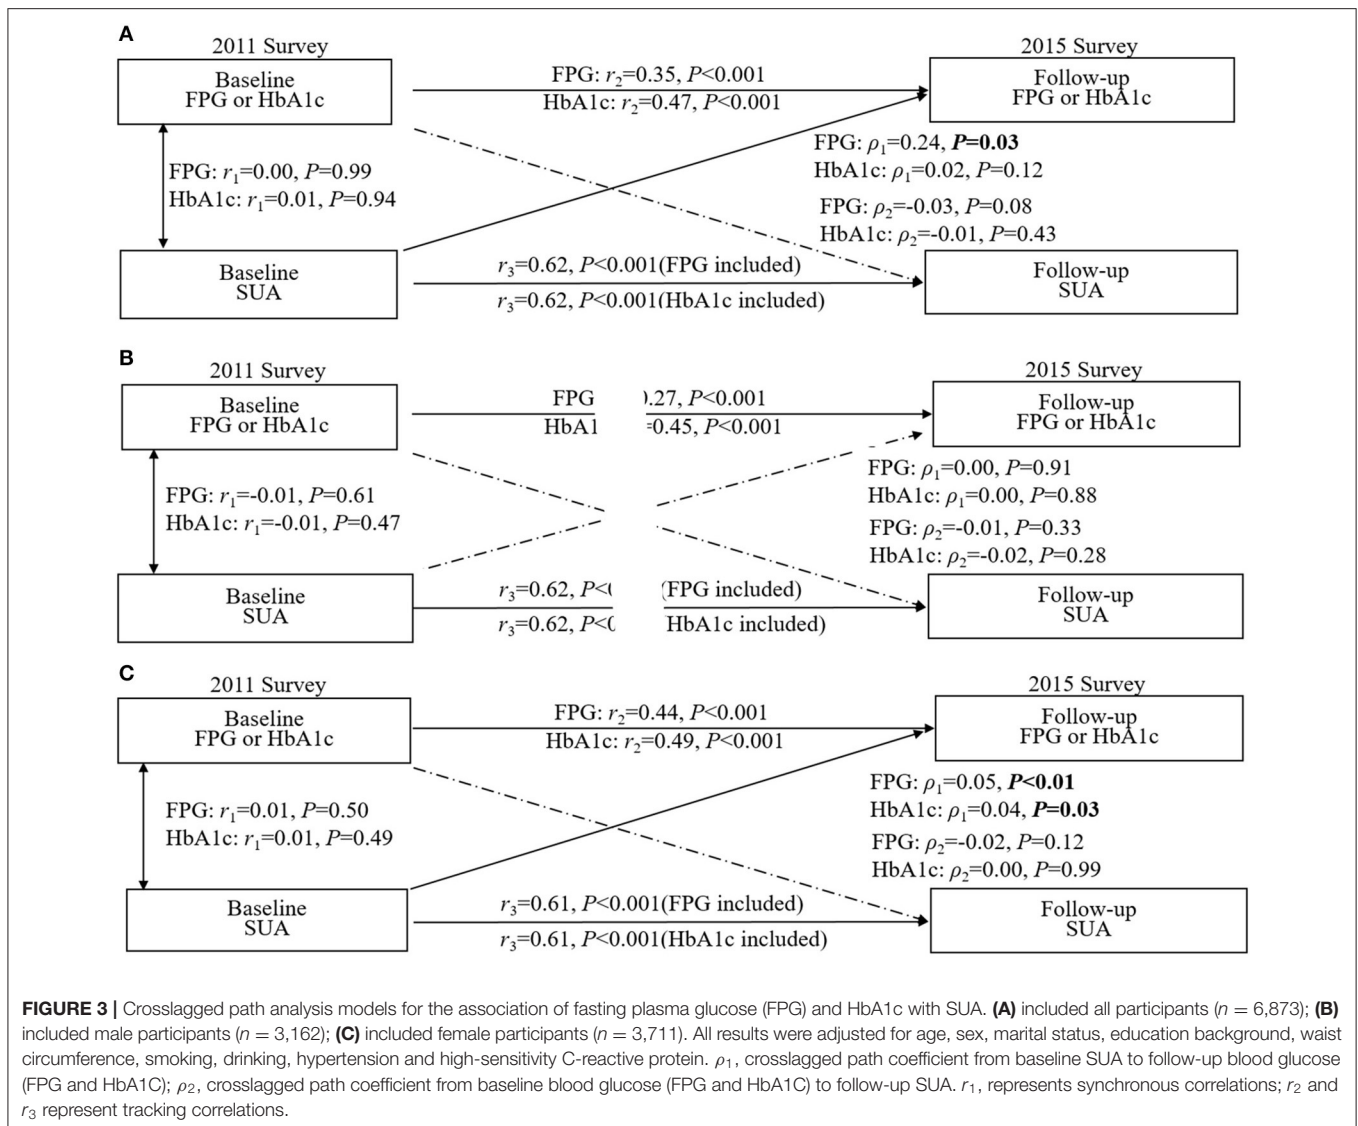 A
2011 Survey
2015 Survey
Baseline
FPG or HbA1c
FPG: r2=0.35, P<0.001
HbA1c: r2=0.47, P<0.001
Follow-up
FPG or HbA1c
FPG: r1=0.00, P=0.99
HbA1c: r1=0.01, P=0.94
FPG: ρ1=0.24, P=0.03
HbA1c: ρ1=0.02, P=0.12
FPG: ρ2=-0.03, P=0.08
HbA1c: ρ2=-0.01, P=0.43
Baseline
SUA
r3=0.62, P<0.001(FPG included)
r3=0.62, P<0.001(HbA1c included)
Follow-up
SUA
B
2011 Survey
2015 Survey
Baseline
FPG or HbA1c
FPG .27, P<0.001
HbA1 =0.45, P<0.001
Follow-up
FPG or HbA1c
FPG: r1=-0.01, P=0.61
HbA1c: r1=-0.01, P=0.47
FPG: ρ1=0.00, P=0.91
HbA1c: ρ1=0.00, P=0.88
FPG: ρ2=-0.01, P=0.33
HbA1c: ρ2=-0.02, P=0.28
Baseline
SUA
r3=0.62, P< (FPG included)
r3=0.62, P< HbA1c included)
Follow-up
SUA
C
2011 Survey
2015 Survey
Baseline
FPG or HbA1c
FPG: r2=0.44, P<0.001
HbA1c: r2=0.49, P<0.001
Follow-up
FPG or HbA1c
FPG: r1=0.01, P=0.50
HbA1c: r1=0.01, P=0.49
FPG: ρ1=0.05, P<0.01
HbA1c: ρ1=0.04, P=0.03
FPG: ρ2=-0.02, P=0.12
HbA1c: ρ2=0.00, P=0.99
Baseline
SUA
r3=0.61, P<0.001(FPG included)
r3=0.61, P<0.001(HbA1c included)
Follow-up
SUA
FIGURE 3 | Crosslagged path analysis models for the association of fasting plasma glucose (FPG) and HbA1c with SUA. (A) included all participants (n = 6,873); (B)
included male participants (n = 3,162); (C) included female participants (n = 3,711). All results were adjusted for age, sex, marital status, education background, waist
circumference, smoking, drinking, hypertension and high-sensitivity C-reactive protein. ρ1, crosslagged path coefficient from baseline SUA to follow-up blood glucose
(FPG and HbA1C); ρ2, crosslagged path coefficient from baseline blood glucose (FPG and HbA1C) to follow-up SUA. r1, represents synchronous correlations; r2 and
r3 represent tracking correlations.